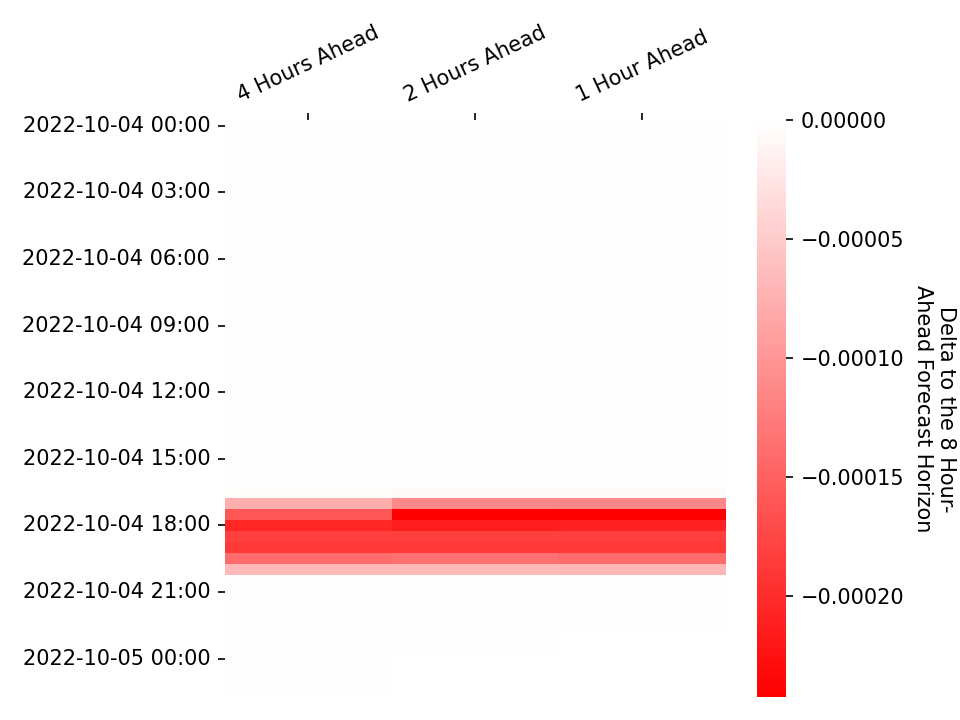 4 Hours Ahead
2 Hours Ahead
1 Hour Ahead
2022-10-04 00:00
2022-10-04 03:00
2022-10-04 06:00
2022-10-04 09:00
2022-10-04 12:00
2022-10-04 15:00
2022-10-04 18:00
2022-10-04 21:00
2022-10-05 00:00
0.00000
−0.00005
−0.00010
−0.00015
−0.00020
Delta to the 8 Hour-
Ahead Forecast Horizon